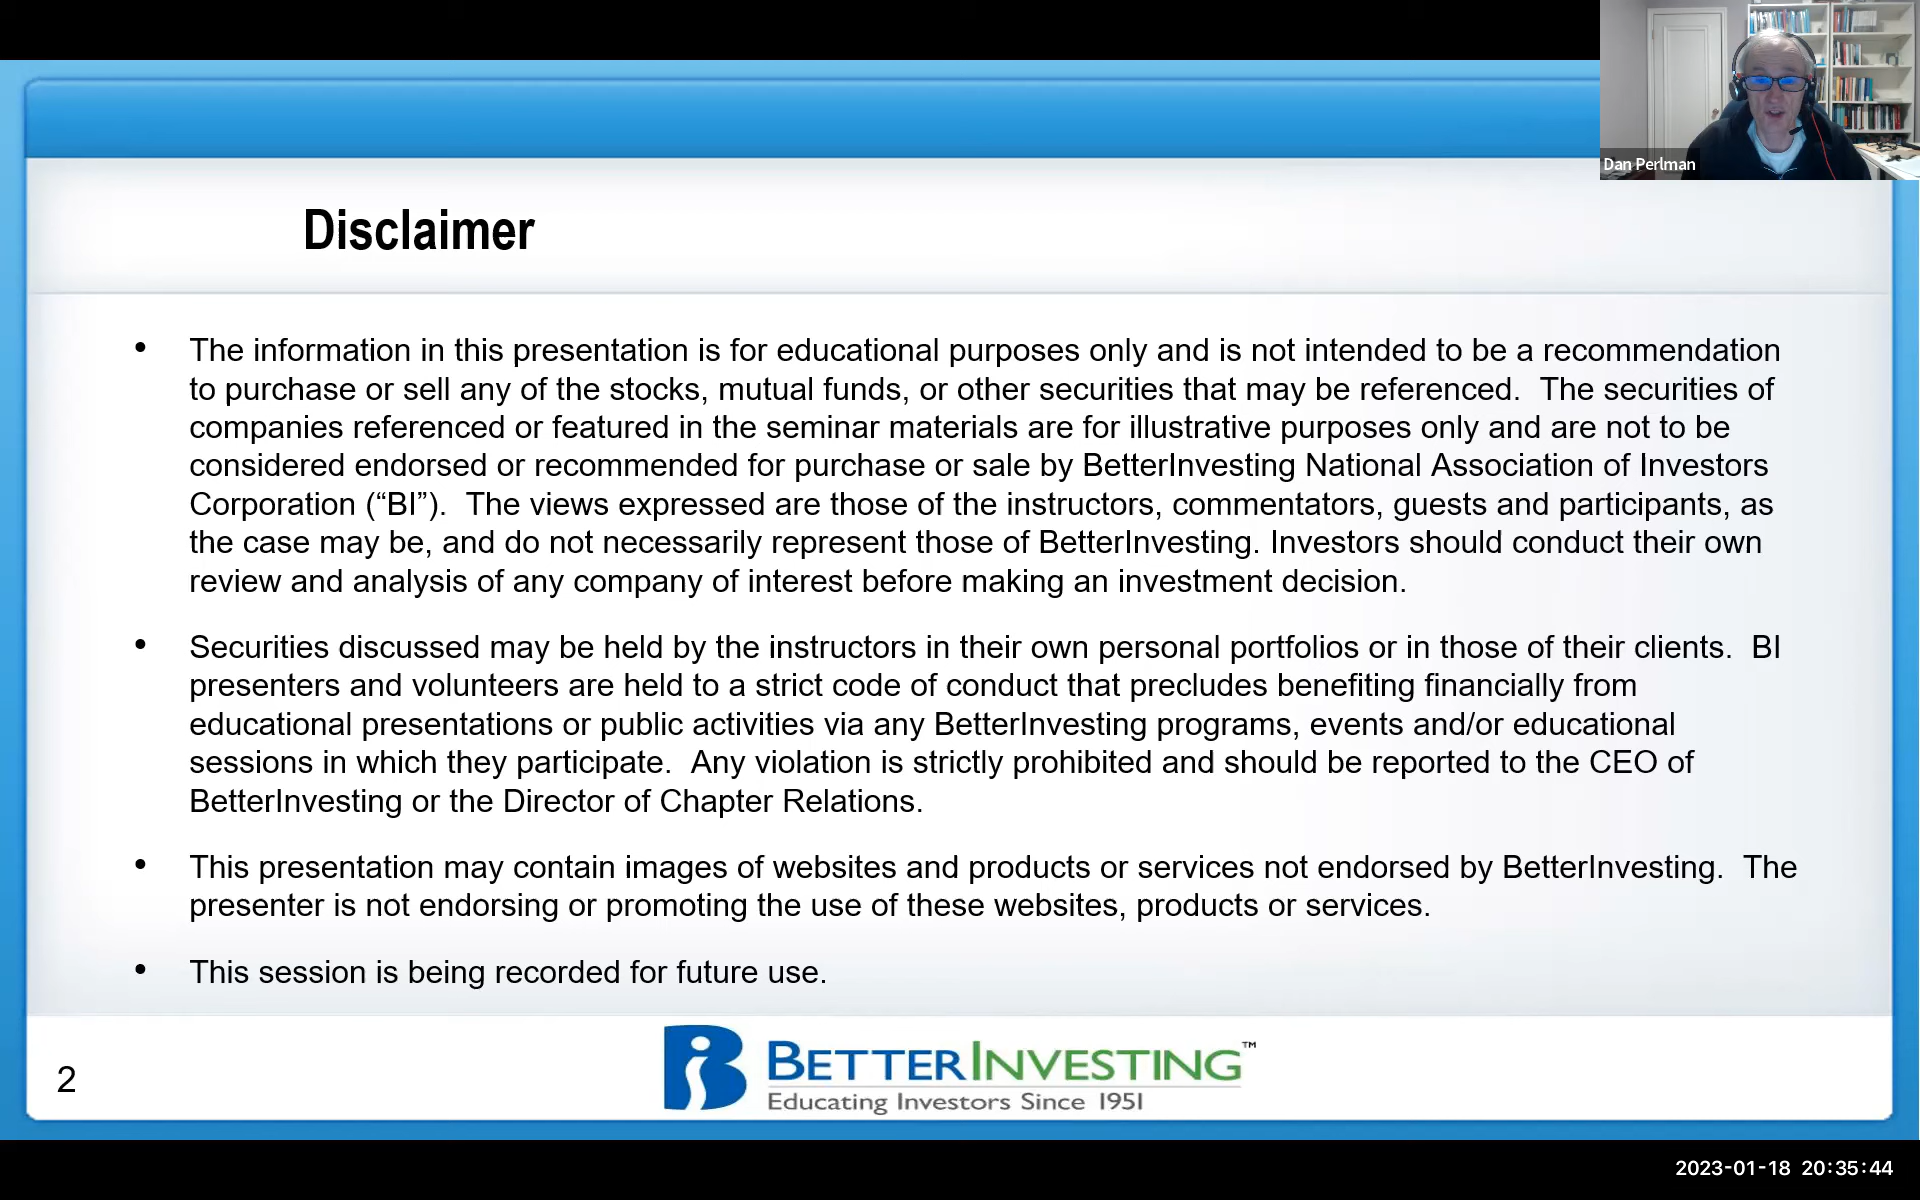 Dan Perlman
Disclaimer
• The information in this presentation is for educational purposes only and is not intended to be a recommendation
to purchase or sell any of the stocks, mutual funds, or other securities that may be referenced.  The securities of
companies referenced or featured in the seminar materials are for illustrative purposes only and are not to be
considered endorsed or recommended for purchase or sale by BetterInvesting National Association of Investors
Corporation (“BI”).  The views expressed are those of the instructors, commentators, guests and participants, as
the case may be, and do not necessarily represent those of BetterInvesting. Investors should conduct their own
review and analysis of any company of interest before making an investment decision.
• Securities discussed may be held by the instructors in their own personal portfolios or in those of their clients.  BI
presenters and volunteers are held to a strict code of conduct that precludes benefiting financially from
educational presentations or public activities via any BetterInvesting programs, events and/or educational
sessions in which they participate.  Any violation is strictly prohibited and should be reported to the CEO of
BetterInvesting or the Director of Chapter Relations.
• This presentation may contain images of websites and products or services not endorsed by BetterInvesting.  The
presenter is not endorsing or promoting the use of these websites, products or services.
• This session is being recorded for future use.
2
BETTERINVESTING™
Educating Investors Since 1951
2023-01-18 20:35:44